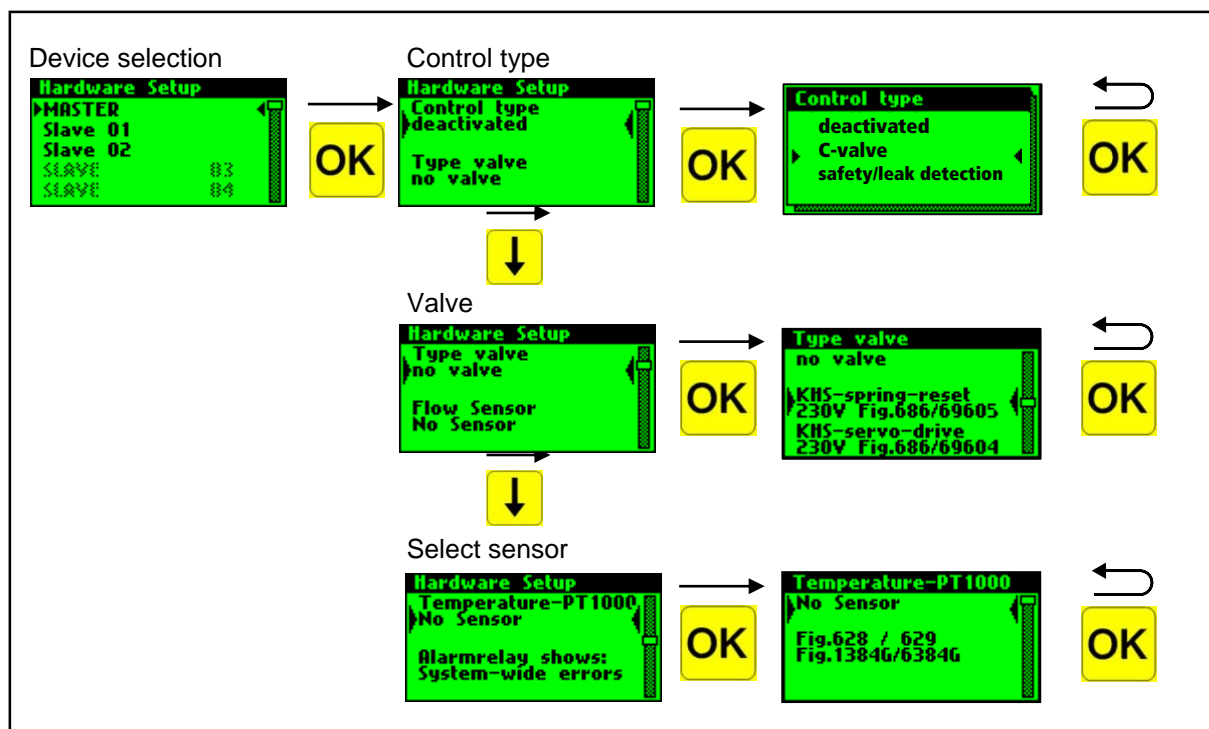 Device selection
Hardware Setup
MASTER
Slave 01
Slave 02
SLAVE 03
SLAVE 04
OK
Control type
Hardware Setup
Control type
deactivated
Type valve
no valve
OK
Control type
deactivated
C-valve
safety/leak detection
OK
Valve
Hardware Setup
Type valve
no valve
Flow Sensor
No Sensor
OK
Type valve
no valve
KHS-spring-reset
230V Fig.686/69605
KHS-servo-drive
230V Fig.686/69604
OK
Select sensor
Hardware Setup
Temperature-PT1000
No Sensor
Alarmrelay shows:
System-wide errors
OK
Temperature-PT1000
No Sensor
Fig.628 / 629
Fig.1384G/6384G
OK